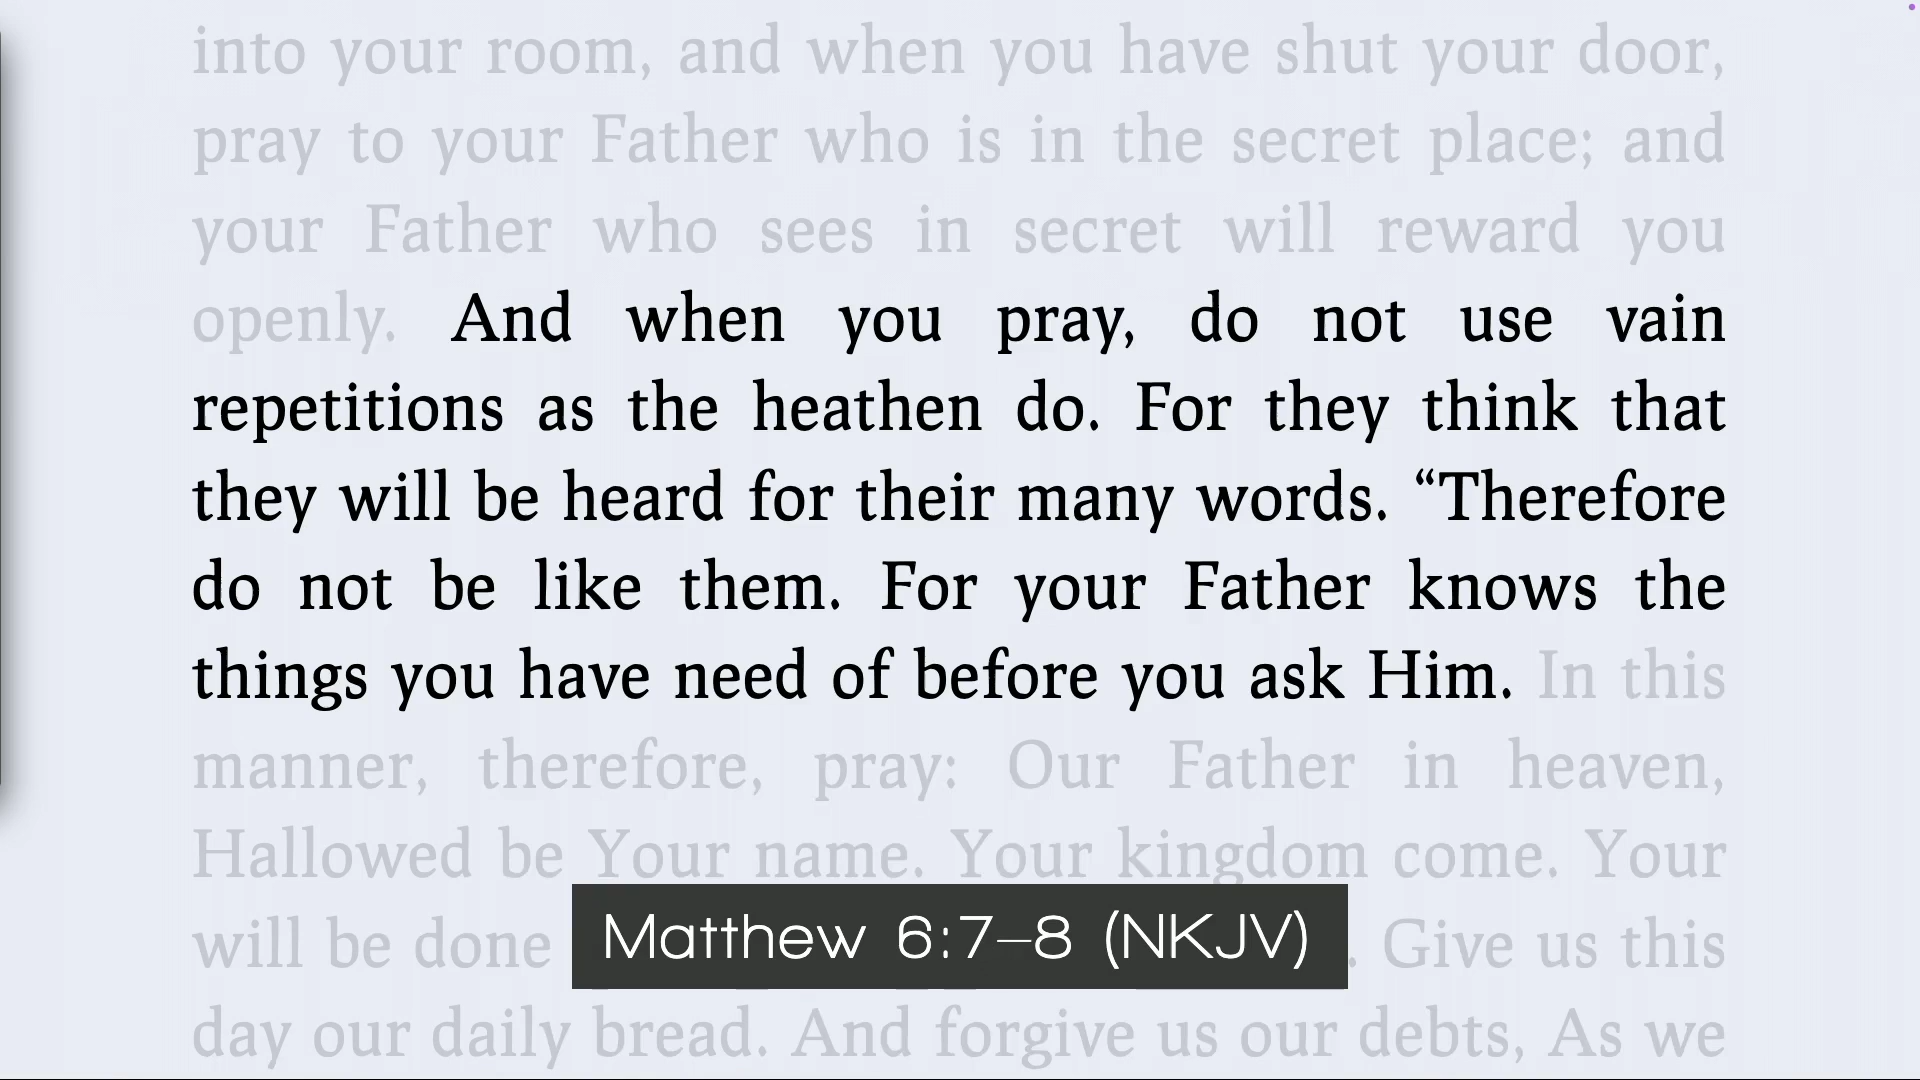 into your room, and when you have shut your door,
pray to your Father who is in the secret place; and
your Father who sees in secret will reward you
openly. And when you pray, do not use vain
repetitions as the heathen do. For they think that
they will be heard for their many words. “Therefore
do not be like them. For your Father knows the
things you have need of before you ask Him. In this
manner, therefore, pray: Our Father in heaven,
Hallowed be Your name. Your kingdom come. Your
will be done . Give us this
Matthew 6:7–8 (NKJV)
day our daily bread. And forgive us our debts, As we